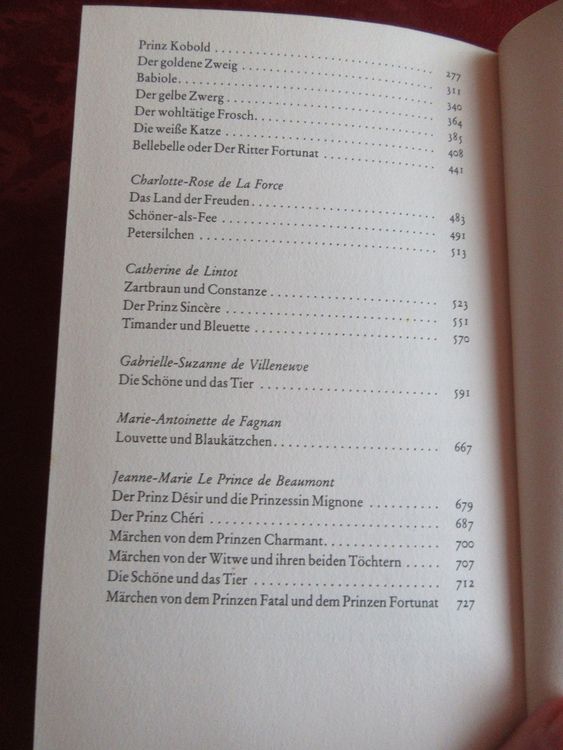 Prinz Kobold . . . . . . . . . . . . . . . . . . . . . . . . . . 277
Der goldene Zweig . . . . . . . . . . . . . . . . . . . . . . 311
Babiole. . . . . . . . . . . . . . . . . . . . . . . . . . . . . . . 340
Der gelbe Zwerg . . . . . . . . . . . . . . . . . . . . . . . . 364
Der wohltätige Frosch. . . . . . . . . . . . . . . . . . . . 385
Die weiße Katze . . . . . . . . . . . . . . . . . . . . . . . . 408
Bellebelle oder Der Ritter Fortunat . . . . . . . . . . . 441
Charlotte-Rose de La Force
Das Land der Freuden. . . . . . . . . . . . . . . . . . . . . 483
Schöner-als-Fee . . . . . . . . . . . . . . . . . . . . . . . . 491
Petersilchen . . . . . . . . . . . . . . . . . . . . . . . . . . 513
Catherine de Lintot
Zartbraun und Constanze . . . . . . . . . . . . . . . . . . 523
Der Prinz Sincère . . . . . . . . . . . . . . . . . . . . . . . 551
Timander und Bleuette . . . . . . . . . . . . . . . . . . . . 570
Gabrielle-Suzanne de Villeneuve
Die Schöne und das Tier . . . . . . . . . . . . . . . . . . . 591
Marie-Antoinette de Fagnan
Louvette und Blaukätzchen. . . . . . . . . . . . . . . . . . 667
Jeanne-Marie Le Prince de Beaumont
Der Prinz Désir und die Prinzessin Mignone . . . . . . . . 679
Der Prinz Chéri . . . . . . . . . . . . . . . . . . . . . . . . . 687
Märchen von dem Prinzen Charmant. . . . . . . . . . . . . 700
Märchen von der Witwe und ihren beiden Töchtern . . . . 707
Die Schöne und das Tier . . . . . . . . . . . . . . . . . . . 712
Märchen von dem Prinzen Fatal und dem Prinzen Fortunat 727